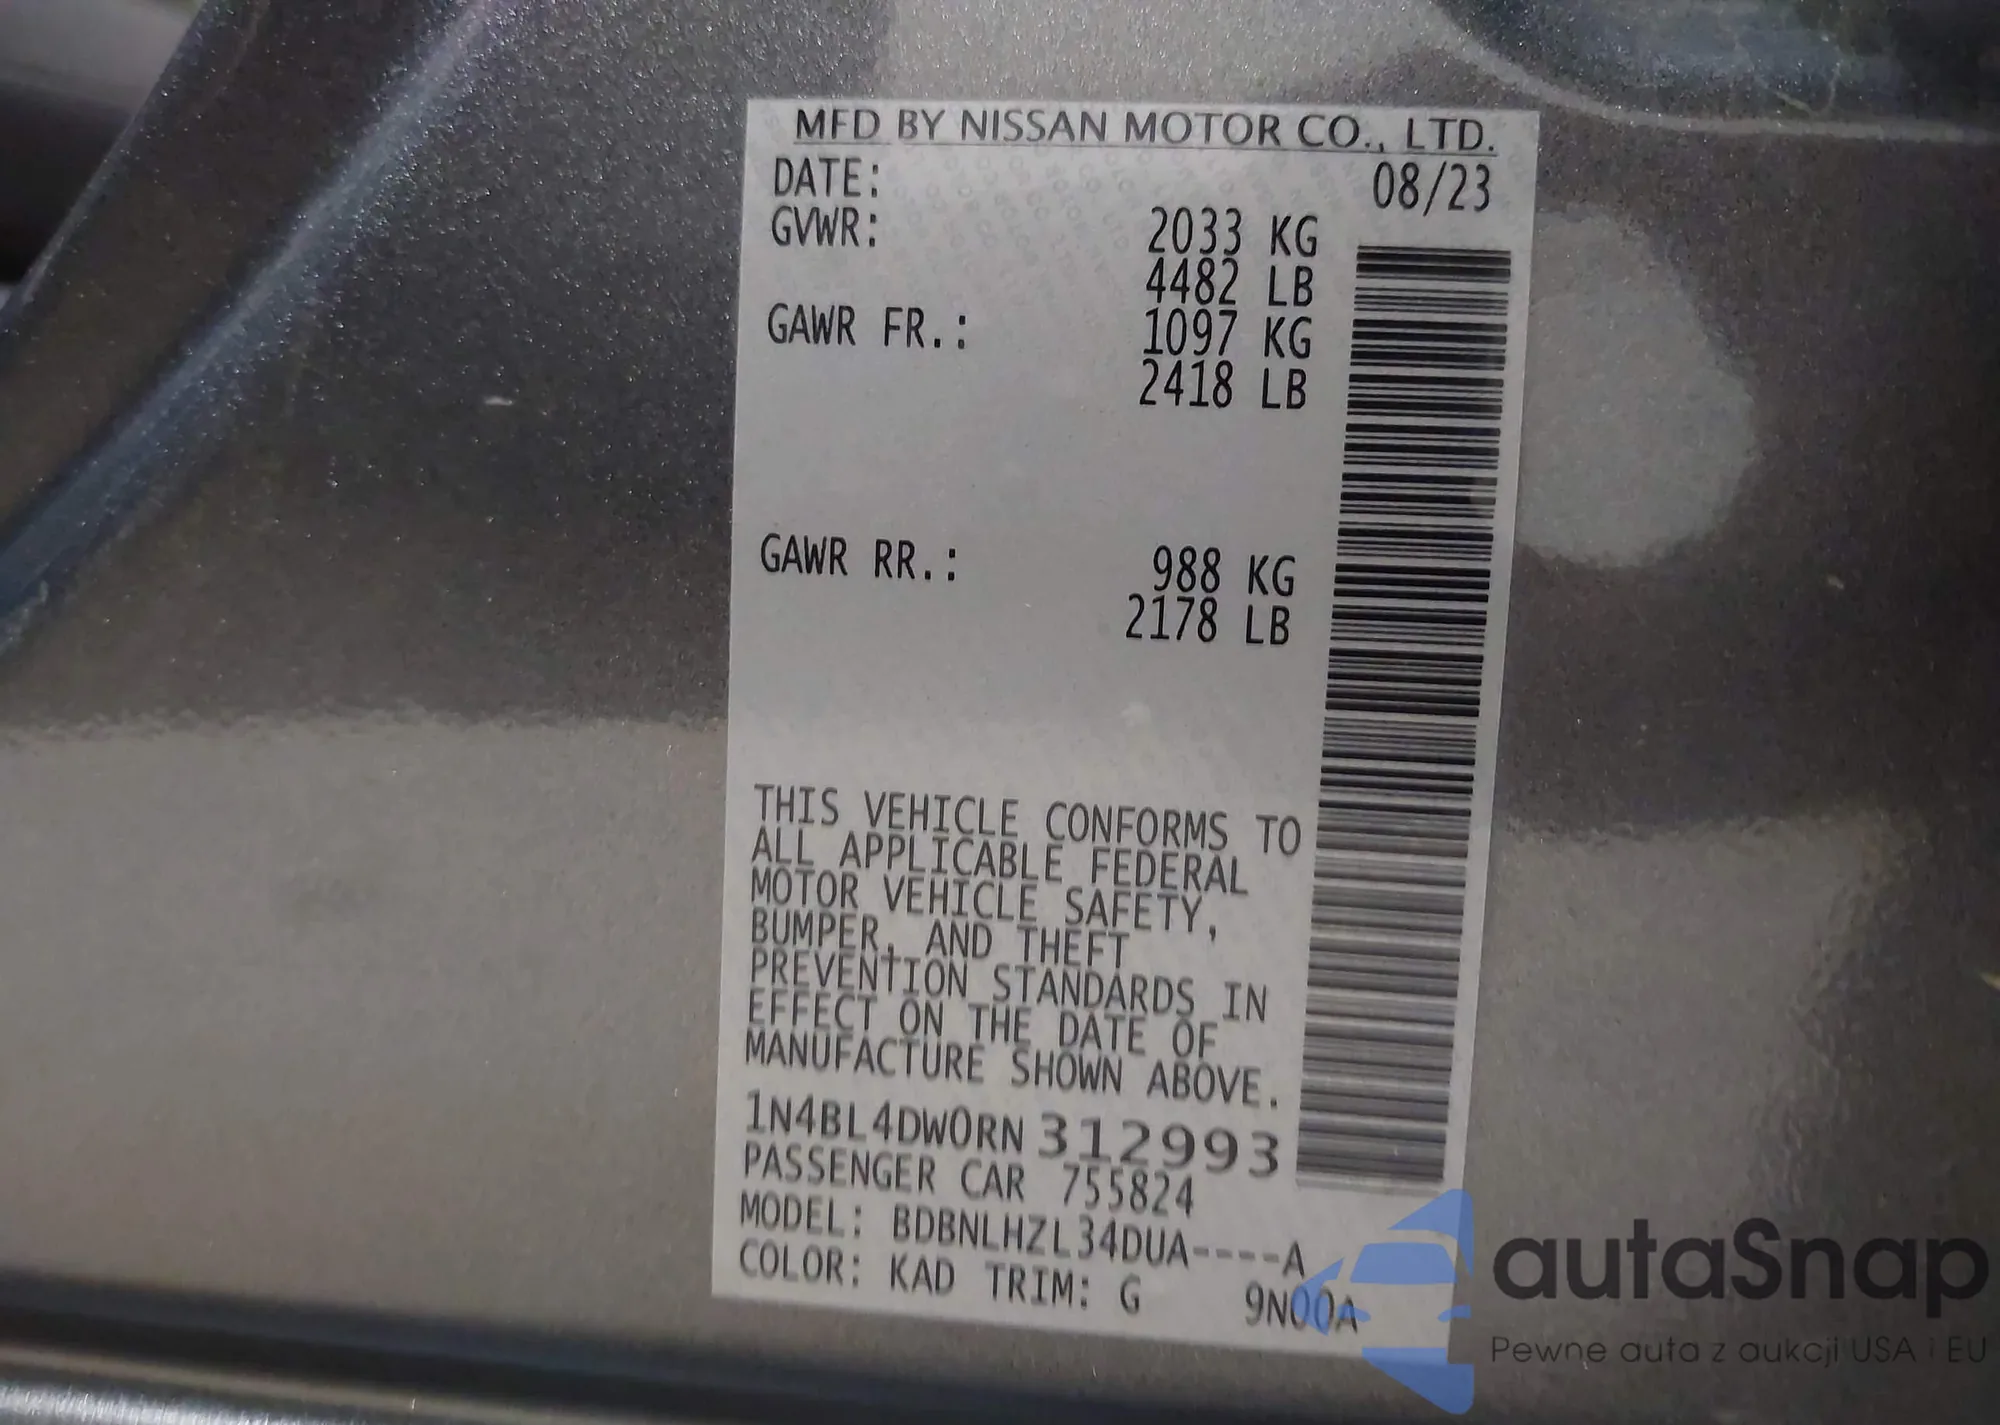 MFD BY NISSAN MOTOR CO., LTD.
DATE: 08/23
GVWR: 2033 KG
4482 LB
GAWR FR.: 1097 KG
2418 LB
GAWR RR.: 988 KG
2178 LB
THIS VEHICLE CONFORMS TO
ALL APPLICABLE FEDERAL
MOTOR VEHICLE SAFETY,
BUMPER, AND THEFT
PREVENTION STANDARDS IN
EFFECT ON THE DATE OF
MANUFACTURE SHOWN ABOVE.
1N4BL4DW0RN312993
PASSENGER CAR 755824
MODEL: BDBNLHZL34DUA----A
COLOR: KAD TRIM: G 9N00A
autaSnap
Pewne auta z aukcji USA i EU